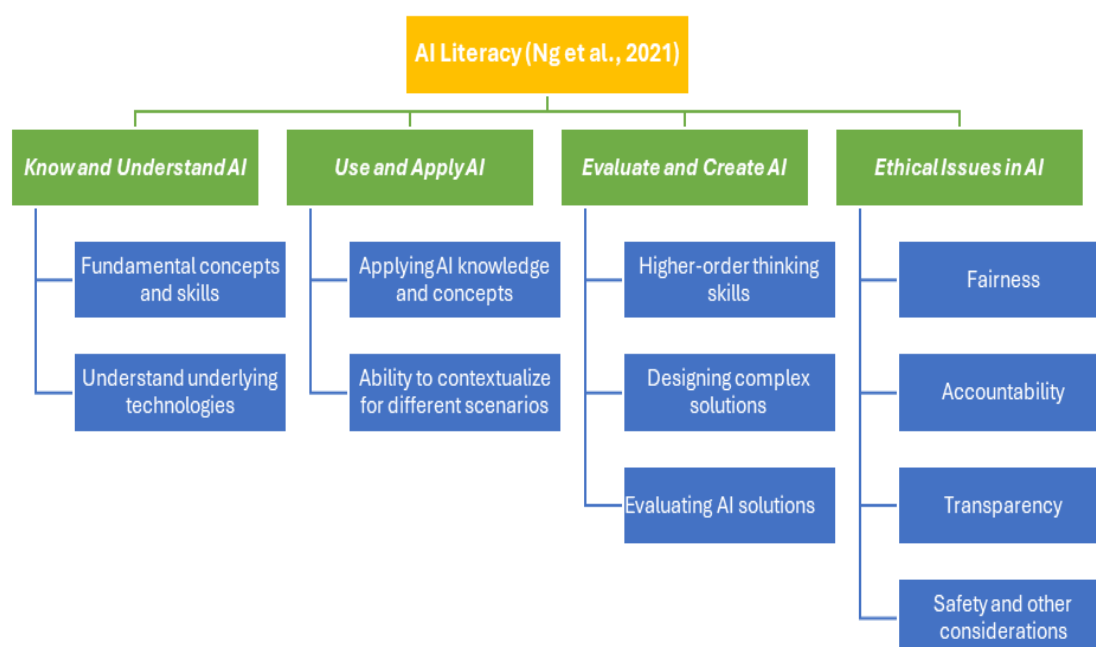 AI Literacy (Ng et al., 2021)
Know and Understand AI
Fundamental concepts
and skills
Understand underlying
technologies
Use and Apply AI
Applying AI knowledge
and concepts
Ability to contextualize
for different scenarios
Evaluate and Create AI
Higher-order thinking
skills
Designing complex
solutions
Evaluating AI solutions
Ethical Issues in AI
Fairness
Accountability
Transparency
Safety and other
considerations